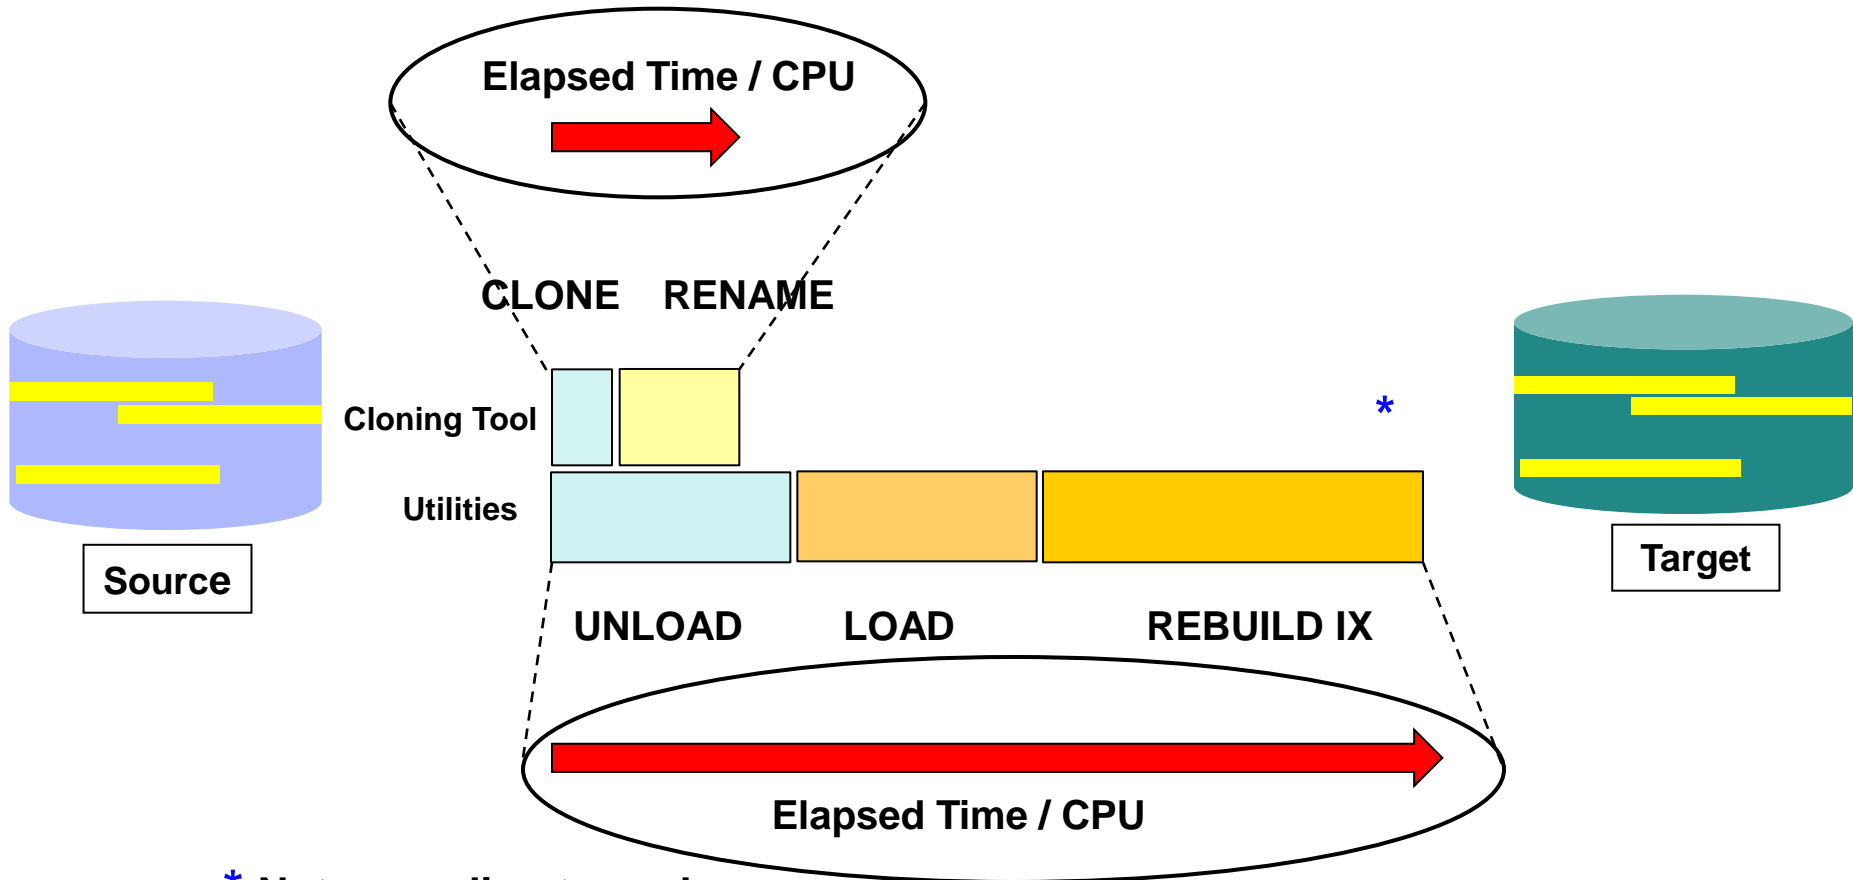 Elapsed Time / CPU
CLONE RENAME
Cloning Tool
*
Utilities
Source
Target
UNLOAD LOAD REBUILD IX
Elapsed Time / CPU
*